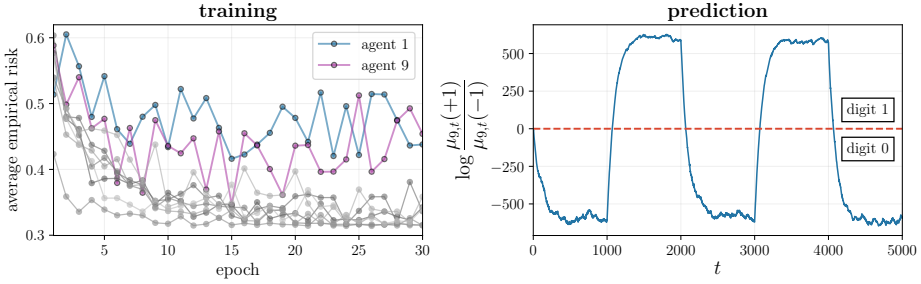 training
average empirical risk
0.6
0.5
0.4
0.3
5
10
15
20
25
30
epoch
agent 1
agent 9
prediction
log μ9,t(+1) / μ9,t(−1)
500
250
0
−250
−500
0
1000
2000
3000
4000
5000
t
digit 1
digit 0